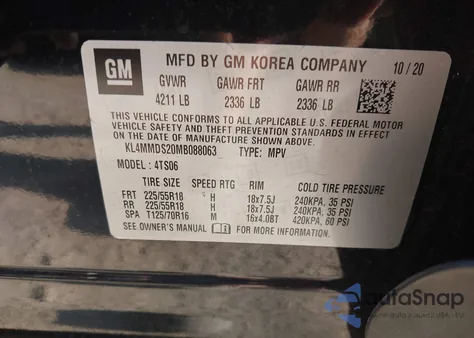 GM
MFD BY GM KOREA COMPANY 10/20
GVWR GAWR FRT GAWR RR
4211 LB 2336 LB 2336 LB
THIS VEHICLE CONFORMS TO ALL APPLICABLE U.S. FEDERAL MOTOR
VEHICLE SAFETY, BUMPER, AND THEFT PREVENTION STANDARDS IN
EFFECT ON THE DATE OF MANUFACTURE SHOWN ABOVE.
KL4MMDS20MB088063 TYPE: MPV
MODEL: 4TS06
TIRE SIZE SPEED RTG RIM COLD TIRE PRESSURE
FRT 225/55R18 H 18x7.5J 240KPA, 35 PSI
RR 225/55R18 H 18x7.5J 240KPA, 35 PSI
SPA T125/70R16 M 16x4.0BT 420KPA, 60 PSI
SEE OWNER'S MANUAL FOR MORE INFORMATION
autaSnap